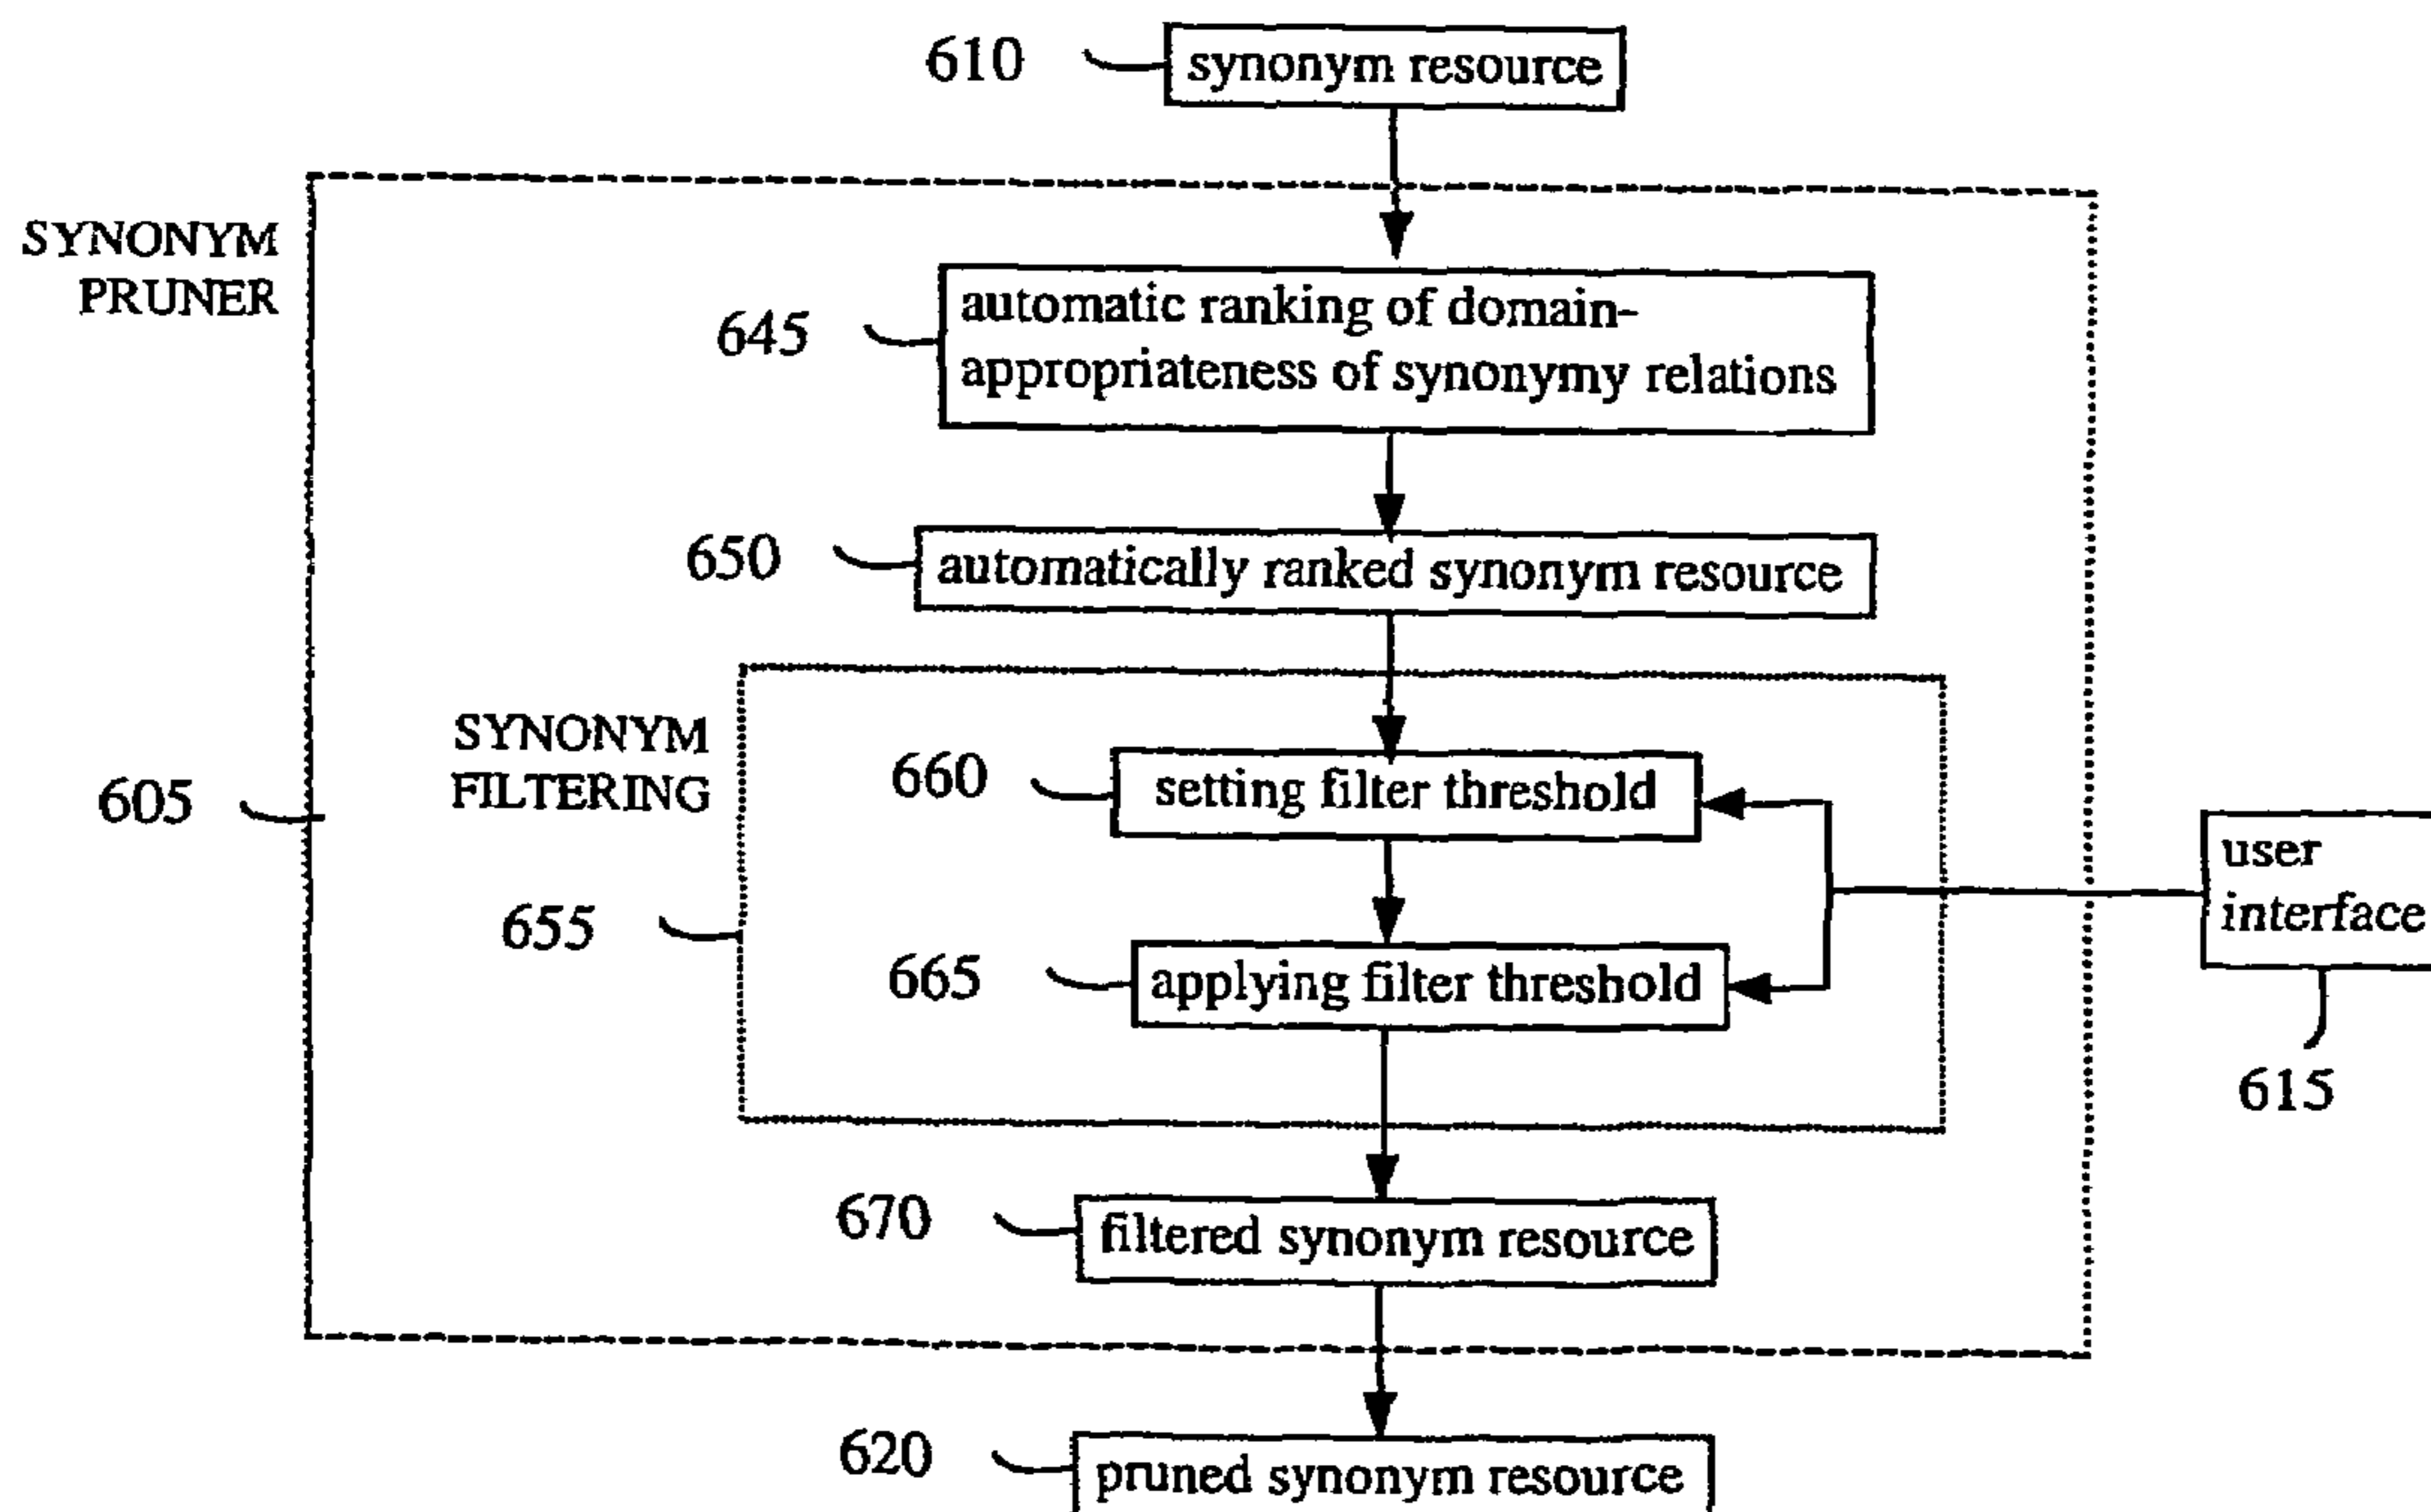 610
synonym resource
SYNONYM
PRUNER
645
automatic ranking of domain-
appropriateness of synonymy relations
650
automatically ranked synonym resource
SYNONYM
FILTERING
605
660
setting filter threshold
user
interface
655
665
applying filter threshold
615
670
filtered synonym resource
620
pruned synonym resource